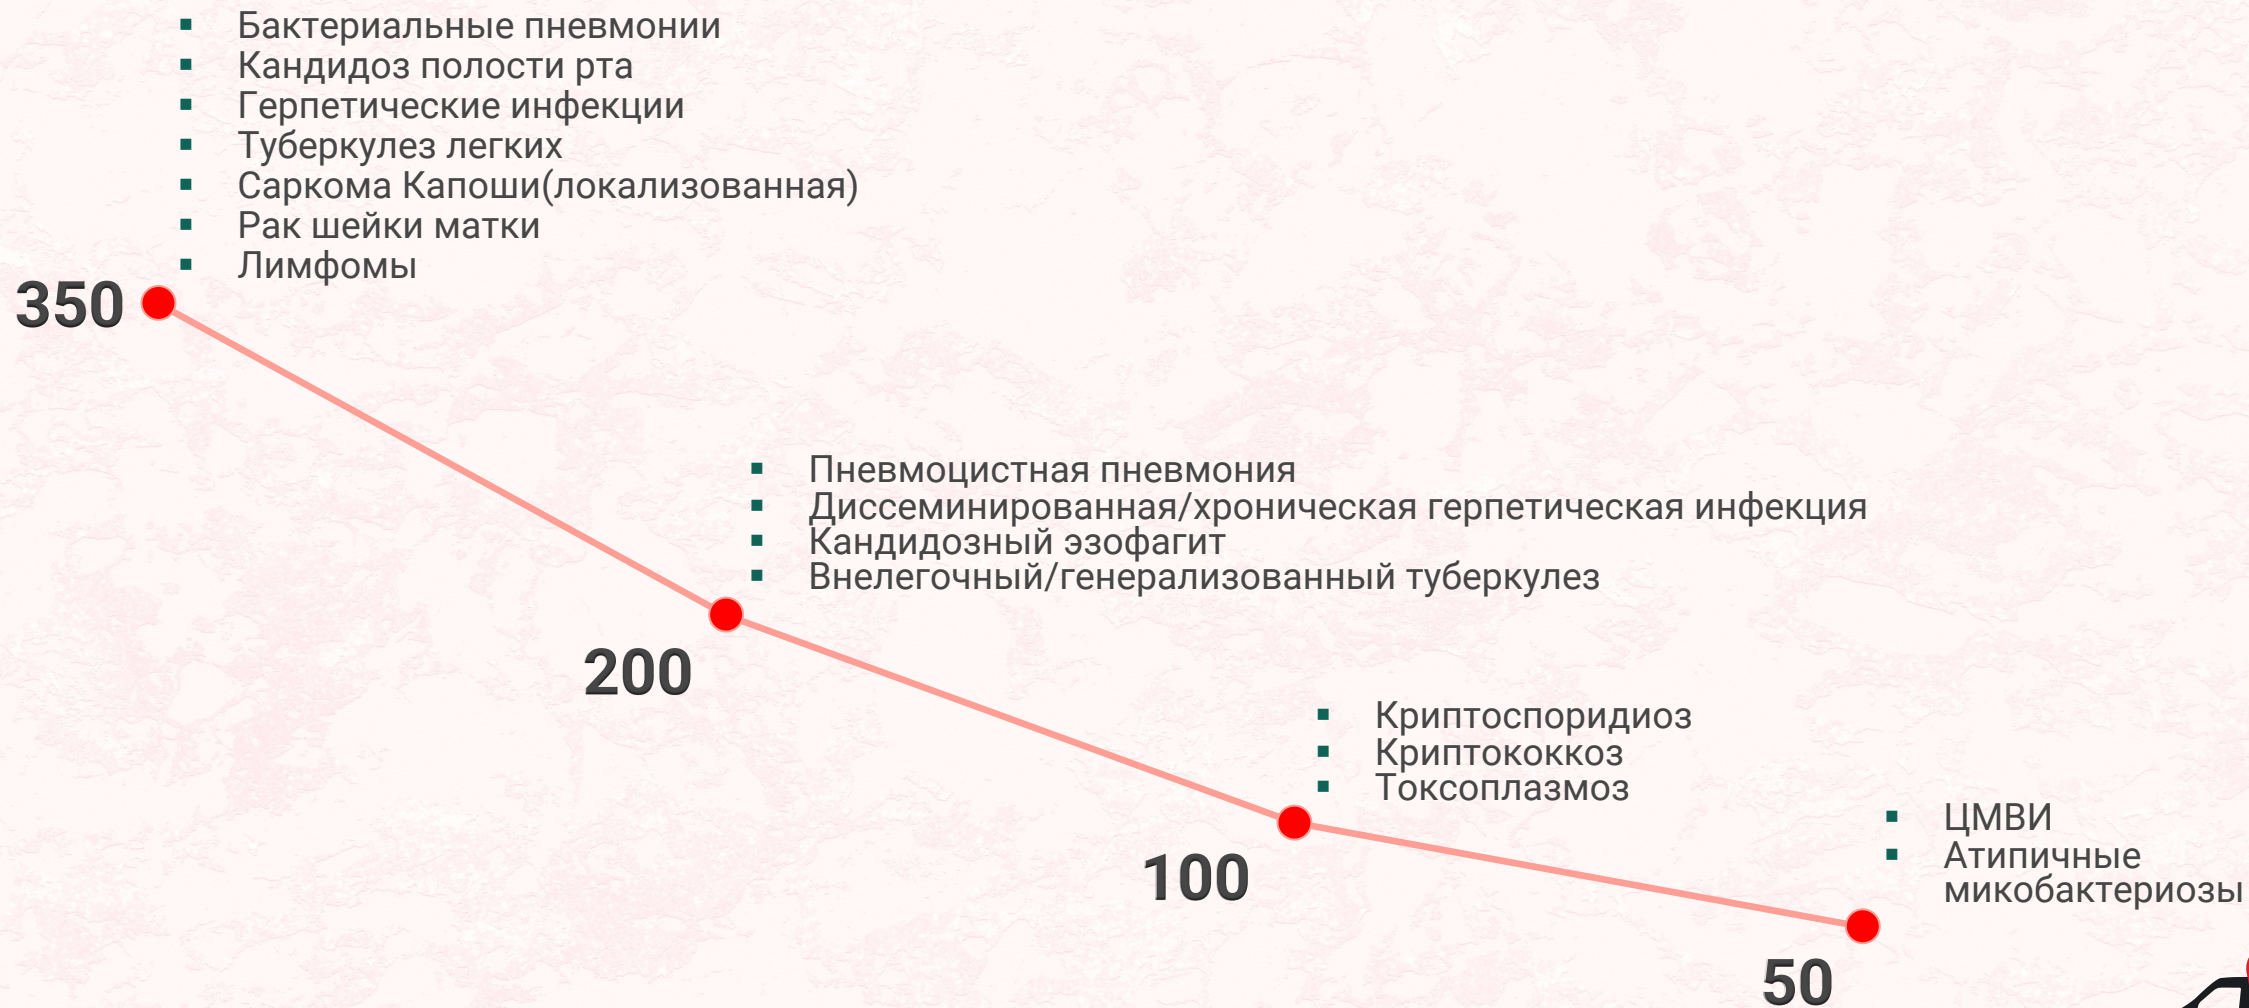 ▪ Бактериальные пневмонии
▪ Кандидоз полости рта
▪ Герпетические инфекции
▪ Туберкулез легких
▪ Саркома Капоши(локализованная)
▪ Рак шейки матки
▪ Лимфомы
350
▪ Пневмоцистная пневмония
▪ Диссеминированная/хроническая герпетическая инфекция
▪ Кандидозный эзофагит
▪ Внелегочный/генерализованный туберкулез
200
▪ Криптоспоридиоз
▪ Криптококкоз
▪ Токсоплазмоз
100
▪ ЦМВИ
▪ Атипичные
микобактериозы
50